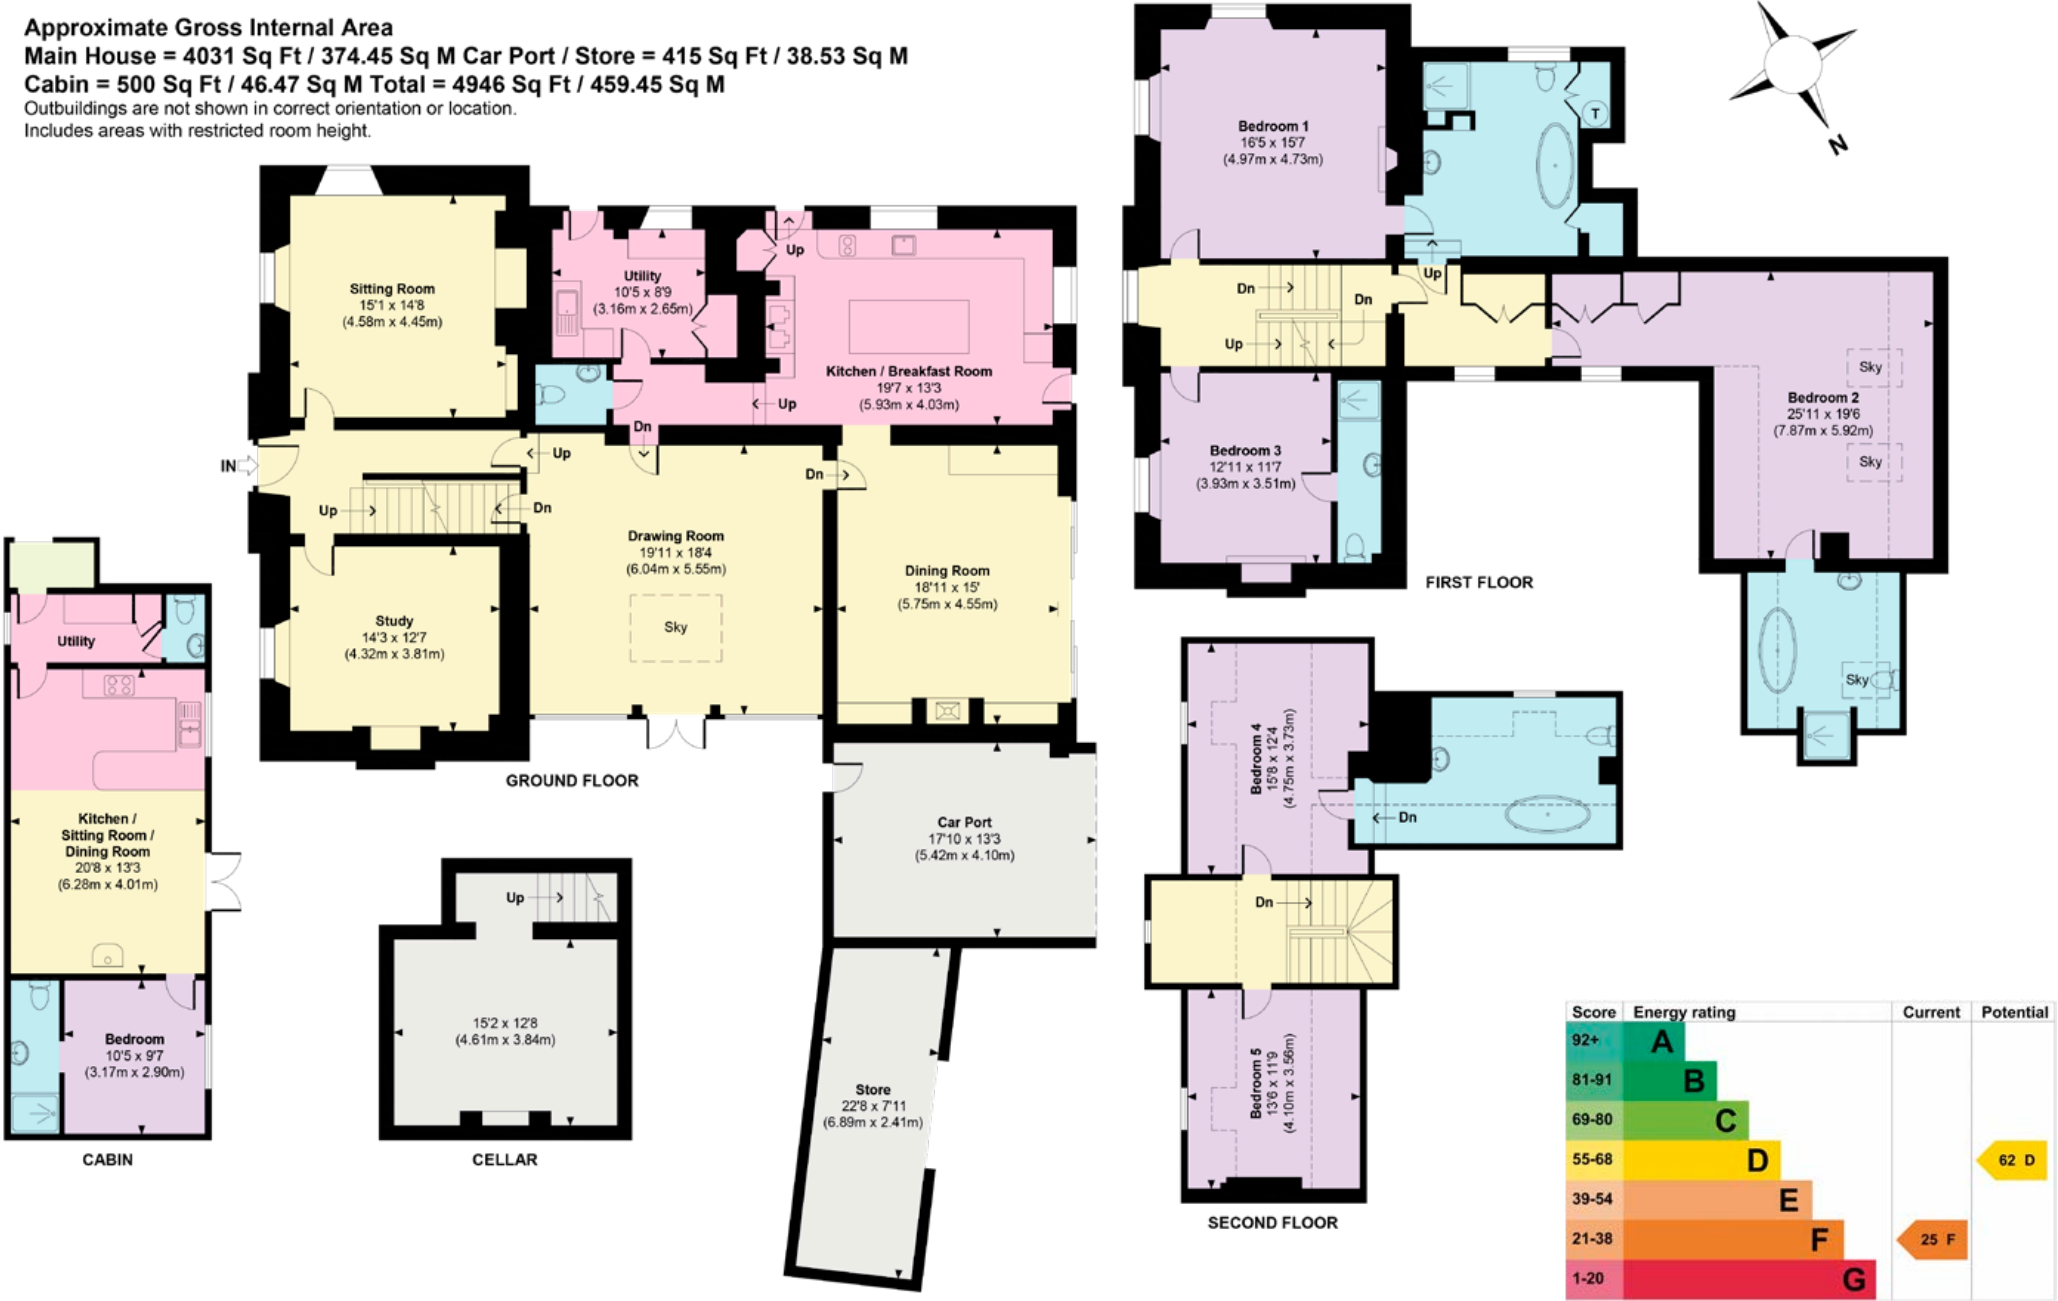 Approximate Gross Internal Area
Main House = 4031 Sq Ft / 374.45 Sq M Car Port / Store = 415 Sq Ft / 38.53 Sq M
Cabin = 500 Sq Ft / 46.47 Sq M Total = 4946 Sq Ft / 459.45 Sq M
Outbuildings are not shown in correct orientation or location.
Includes areas with restricted room height.
N
Sitting Room
15'1 x 14'8
(4.58m x 4.45m)
Utility
10'5 x 8'9
(3.16m x 2.65m)
Up
Kitchen / Breakfast Room
19'7 x 13'3
(5.93m x 4.03m)
Up
Dn
IN
Up
Dn
Up
Dn
Drawing Room
19'11 x 18'4
(6.04m x 5.55m)
Sky
Dining Room
18'11 x 15'
(5.75m x 4.55m)
Study
14'3 x 12'7
(4.32m x 3.81m)
GROUND FLOOR
Car Port
17'10 x 13'3
(5.42m x 4.10m)
Store
22'8 x 7'11
(6.89m x 2.41m)
Utility
Kitchen /
Sitting Room /
Dining Room
20'8 x 13'3
(6.28m x 4.01m)
Bedroom
10'5 x 9'7
(3.17m x 2.90m)
CABIN
Up
15'2 x 12'8
(4.61m x 3.84m)
CELLAR
Bedroom 1
16'5 x 15'7
(4.97m x 4.73m)
T
Up
Dn
Dn
Up
Bedroom 3
12'11 x 11'7
(3.93m x 3.51m)
Bedroom 2
25'11 x 19'6
(7.87m x 5.92m)
Sky
Sky
Sky
FIRST FLOOR
Bedroom 4
15'8 x 12'4
(4.75m x 3.73m)
Dn
Dn
Bedroom 5
13'6 x 11'9
(4.10m x 3.56m)
SECOND FLOOR
Score Energy rating Current Potential
92+ A
81-91 B
69-80 C
55-68 D 62 D
39-54 E
21-38 F 25 F
1-20 G